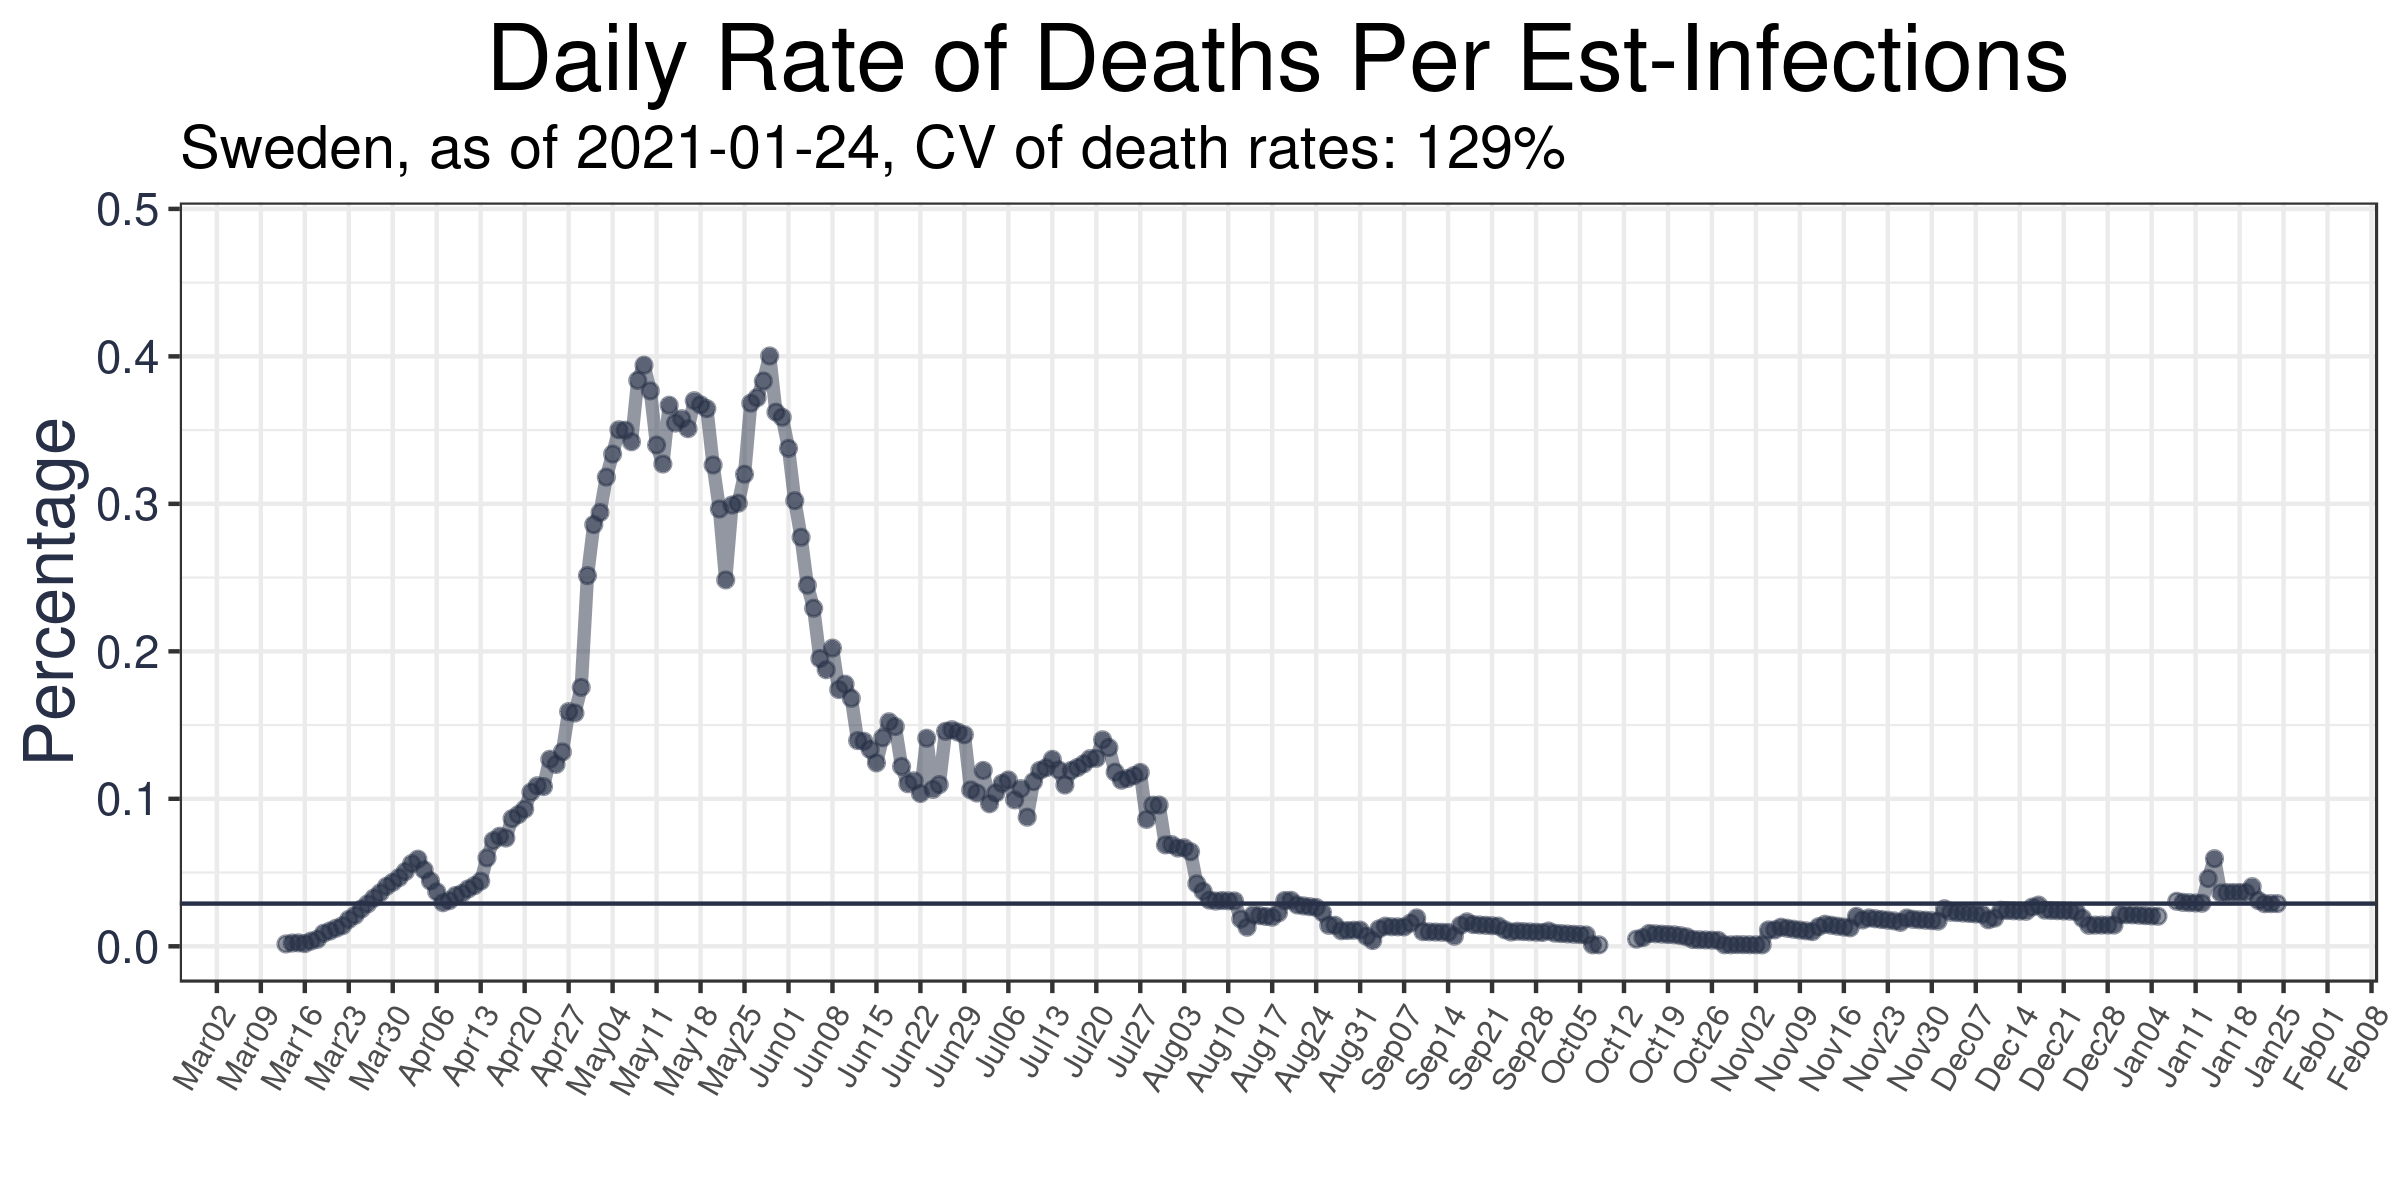 Daily Rate of Deaths Per Est-Infections
Sweden, as of 2021-01-24, CV of death rates: 129%
Percentage
0.5
0.4
0.3
0.2
0.1
0.0
Mar02
Mar09
Mar16
Mar23
Mar30
Apr06
Apr13
Apr20
Apr27
May04
May11
May18
May25
Jun01
Jun08
Jun15
Jun22
Jun29
Jul06
Jul13
Jul20
Jul27
Aug03
Aug10
Aug17
Aug24
Aug31
Sep07
Sep14
Sep21
Sep28
Oct05
Oct12
Oct19
Oct26
Nov02
Nov09
Nov16
Nov23
Nov30
Dec07
Dec14
Dec21
Dec28
Jan04
Jan11
Jan18
Jan25
Feb01
Feb08